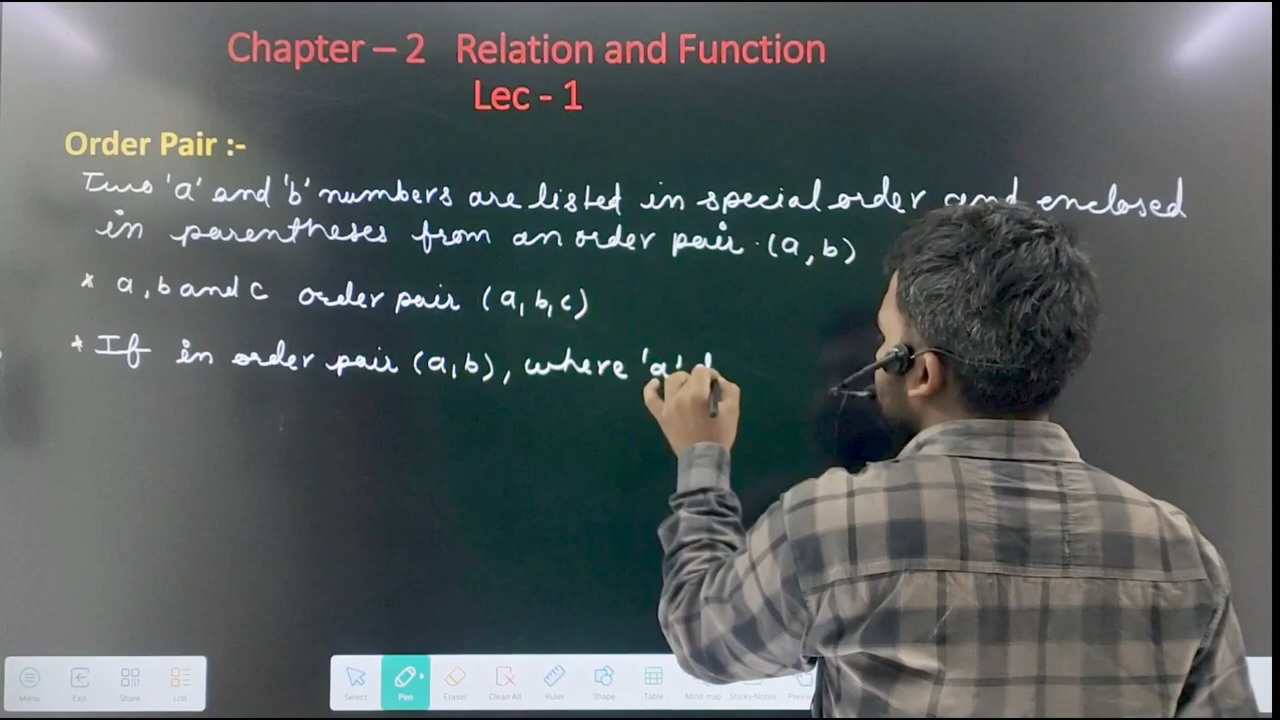 Chapter – 2 Relation and Function
Lec - 1
Order Pair :-
Two 'a' and 'b' numbers are listed in special order and enclosed
in parentheses from an order pair. (a, b)
* a, b and c order pair (a, b, c)
* If in order pair (a, b), where 'a'
Menu Exit Share List Select Pen Eraser Clean All Ruler Shape Table Mind map Sticky-Notes